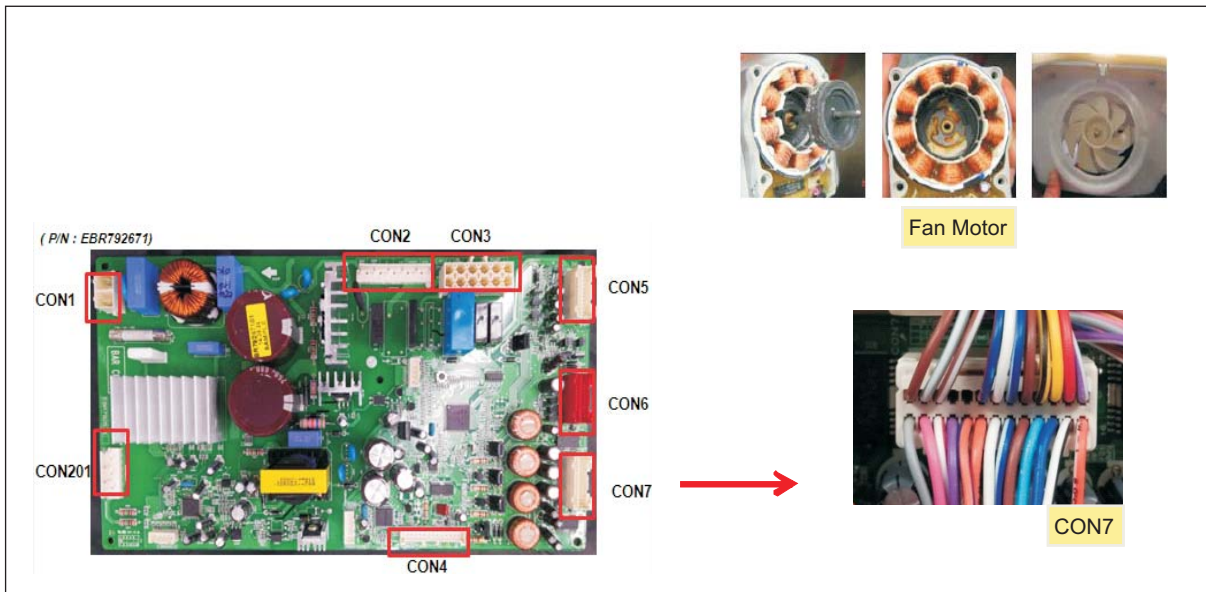 ( P/N : EBR792671)
CON2 CON3
CON1
CON5
CON6
CON201
CON7
CON4
Fan Motor
CON7